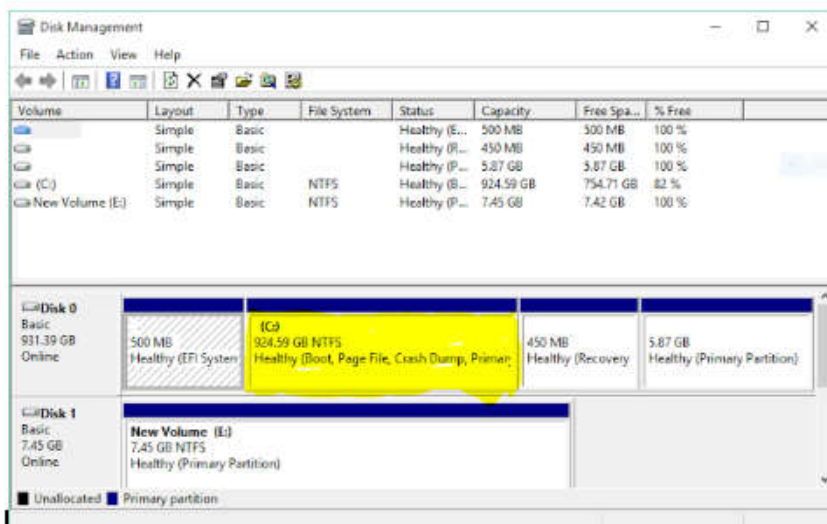 Disk Management
File Action View Help
Volume Layout Type File System Status Capacity Free Spa... % Free
Simple Basic Healthy (E... 500 MB 500 MB 100 %
Simple Basic Healthy (R... 450 MB 450 MB 100 %
Simple Basic Healthy (P... 5.87 GB 5.87 GB 100 %
(C:) Simple Basic NTFS Healthy (B... 924.59 GB 754.71 GB 82 %
New Volume (E:) Simple Basic NTFS Healthy (P... 7.45 GB 7.42 GB 100 %
Disk 0
Basic
931.39 GB
Online
500 MB
Healthy (EFI System
(C:)
924.59 GB NTFS
Healthy (Boot, Page File, Crash Dump, Primar
450 MB
Healthy (Recovery
5.87 GB
Healthy (Primary Partition)
Disk 1
Basic
7.45 GB
Online
New Volume (E:)
7.45 GB NTFS
Healthy (Primary Partition)
Unallocated Primary partition